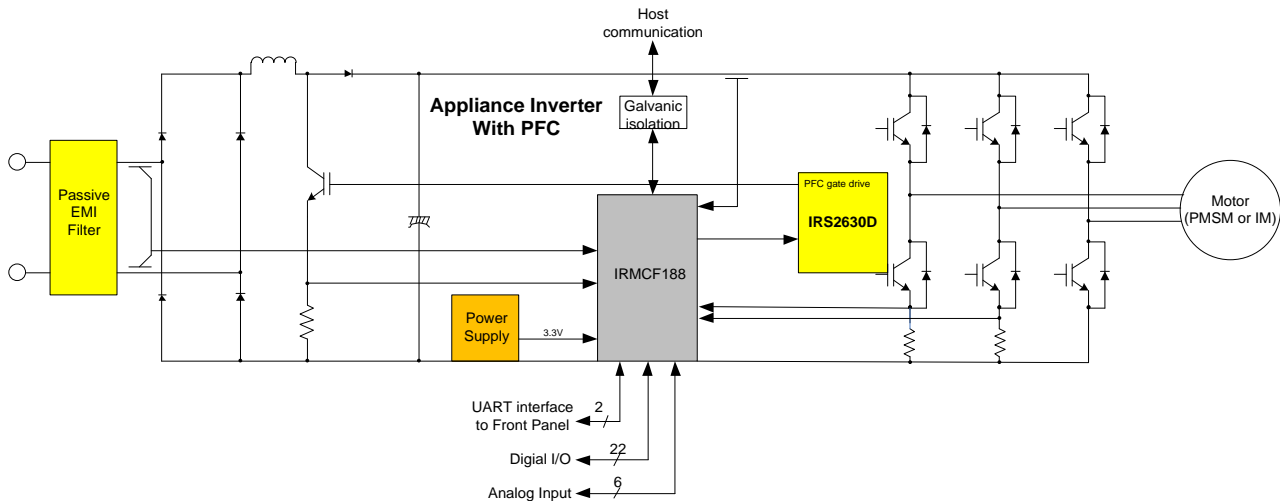 Host
communication
Appliance Inverter
With PFC
Galvanic
isolation
Passive
EMI
Filter
PFC gate drive
IRS2630D
Motor
(PMSM or IM)
IRMCF188
Power
Supply
3.3V
UART interface
to Front Panel
2
Digial I/O
22
Analog Input
6